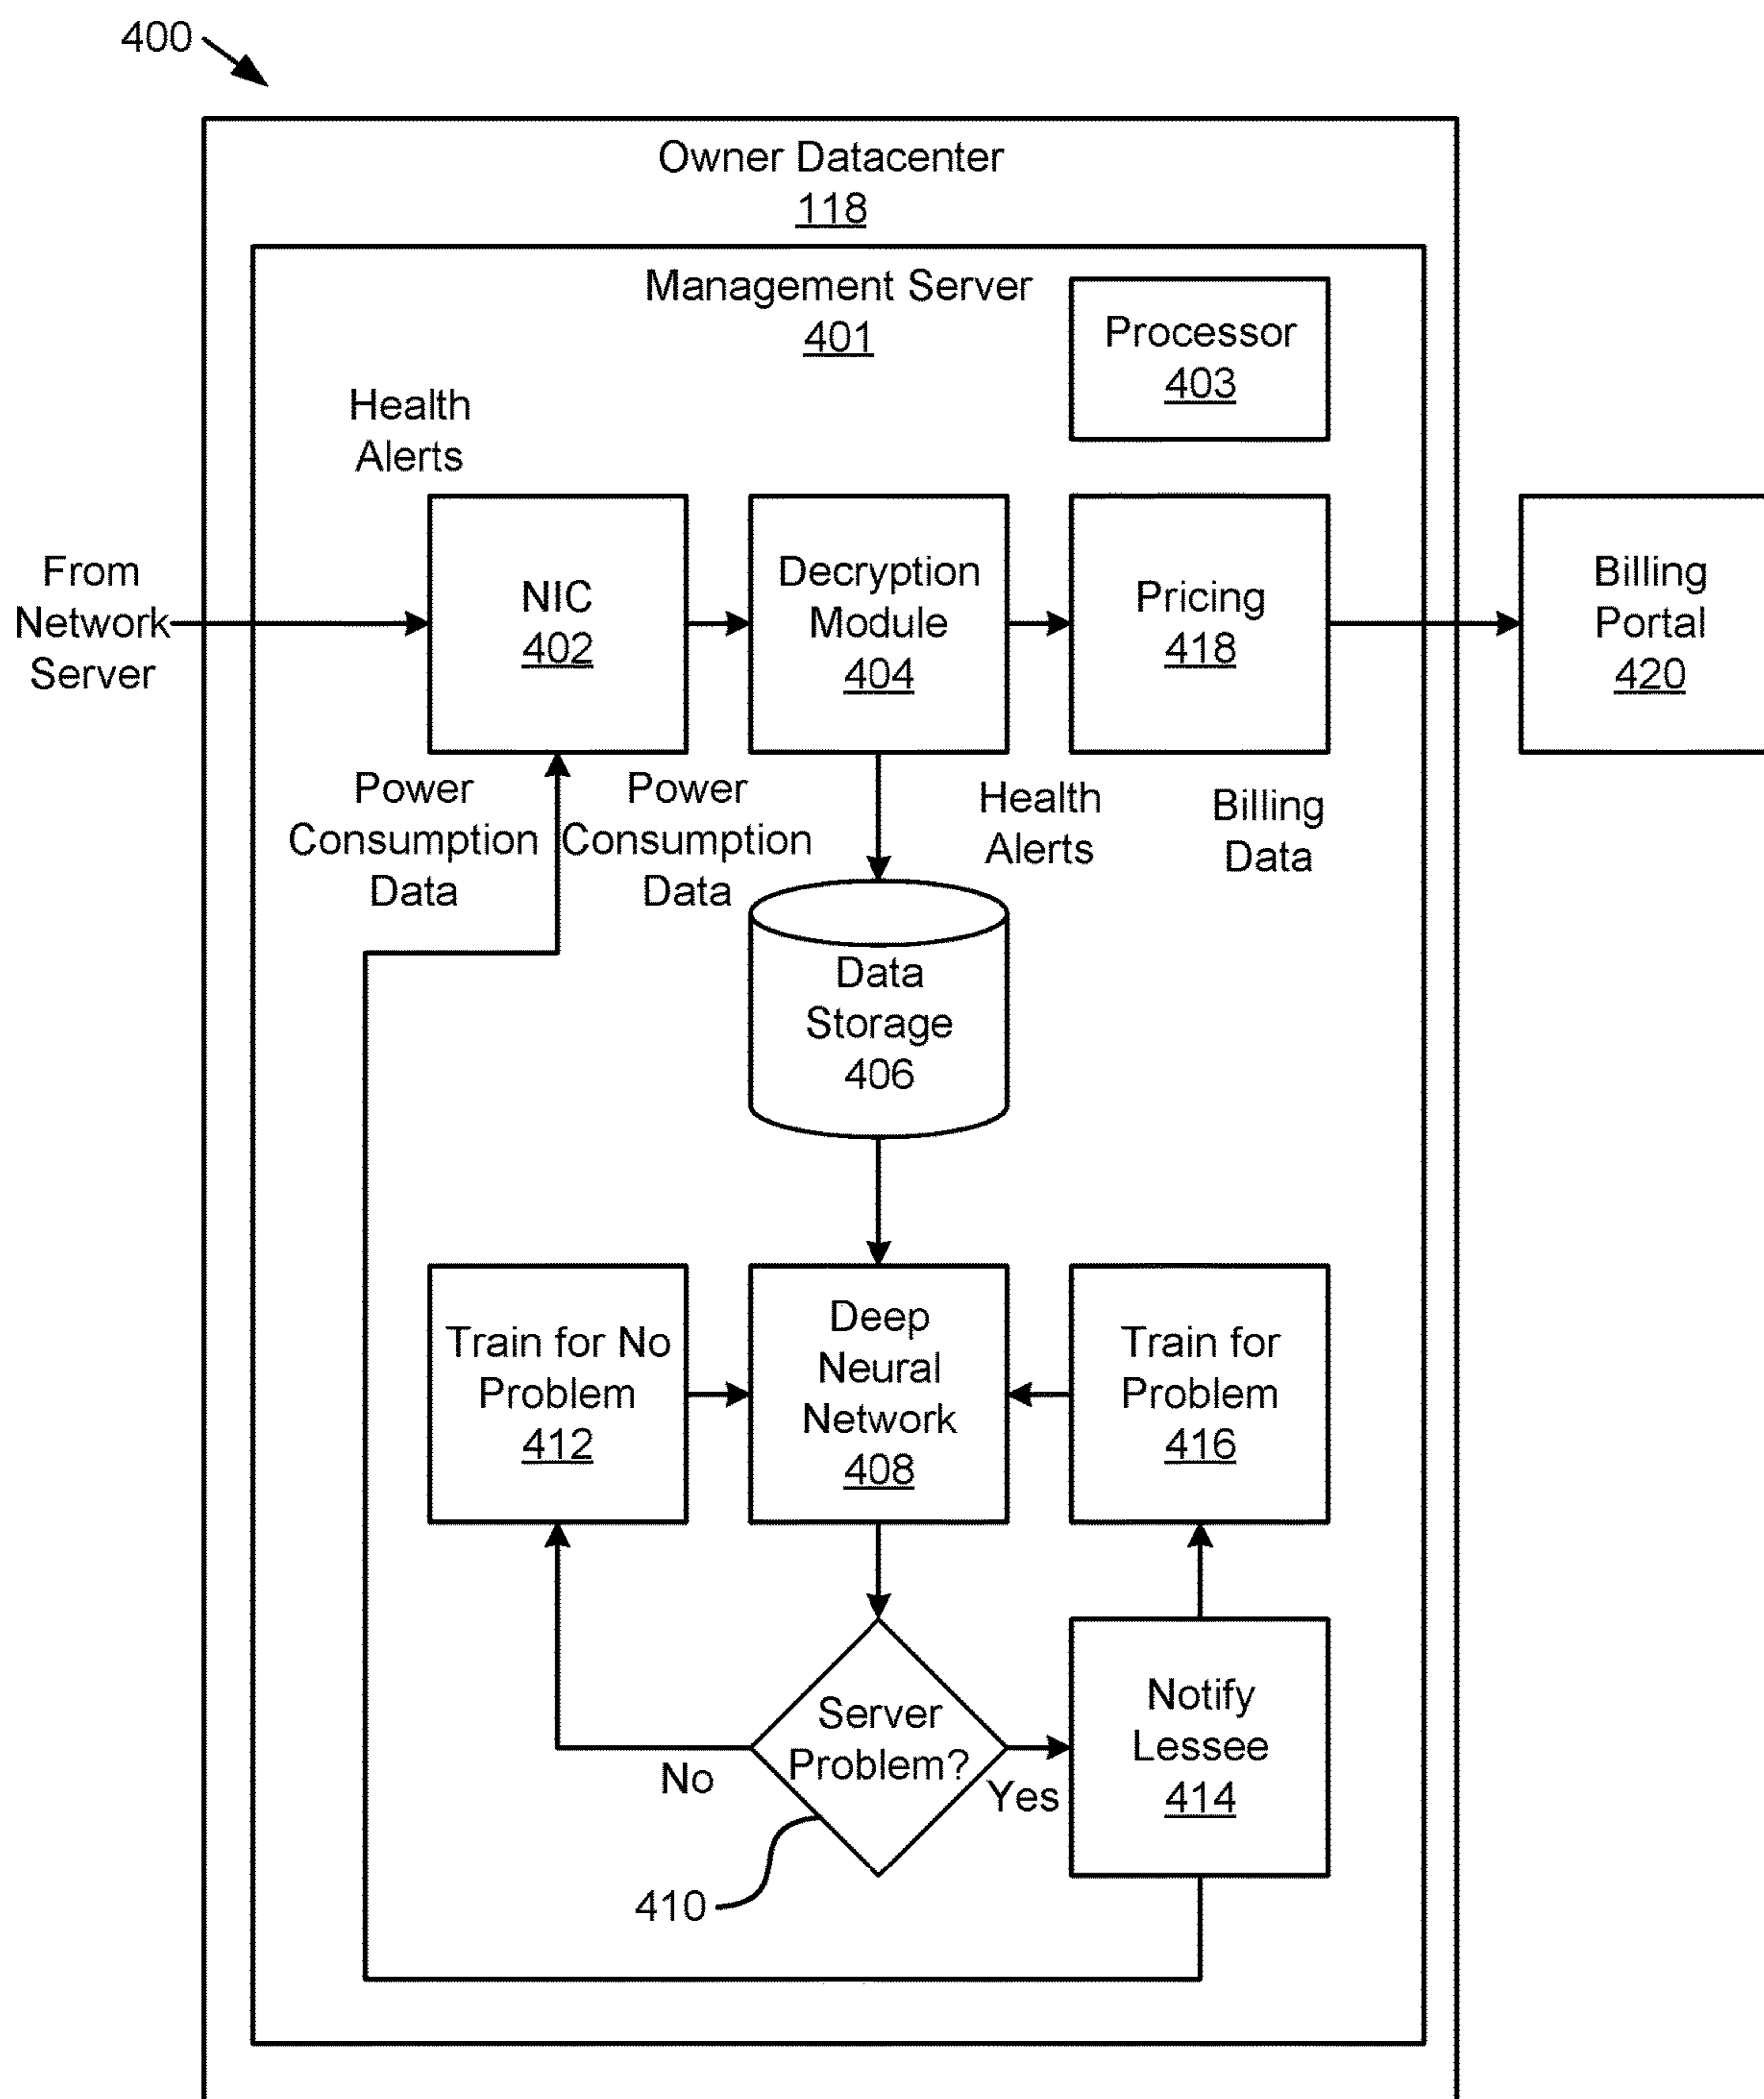 400
Owner Datacenter
118
Management Server
401
Processor
403
Health
Alerts
From
Network
Server
NIC
402
Decryption
Module
404
Pricing
418
Billing
Portal
420
Power
Consumption
Data
Power
Consumption
Data
Health
Alerts
Billing
Data
Data
Storage
406
Train for No
Problem
412
Deep
Neural
Network
408
Train for
Problem
416
Server
Problem?
No
Yes
Notify
Lessee
414
410